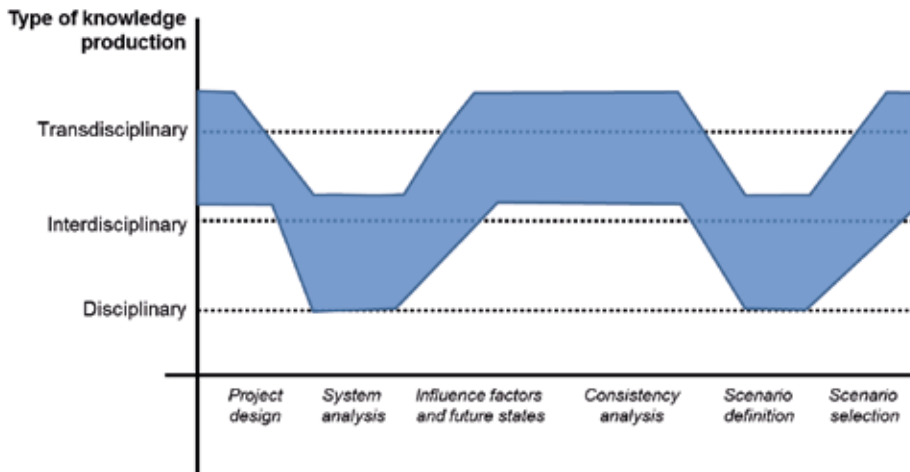 Type of knowledge
production
Transdisciplinary
Interdisciplinary
Disciplinary
Project
design
System
analysis
Influence factors
and future states
Consistency
analysis
Scenario
definition
Scenario
selection